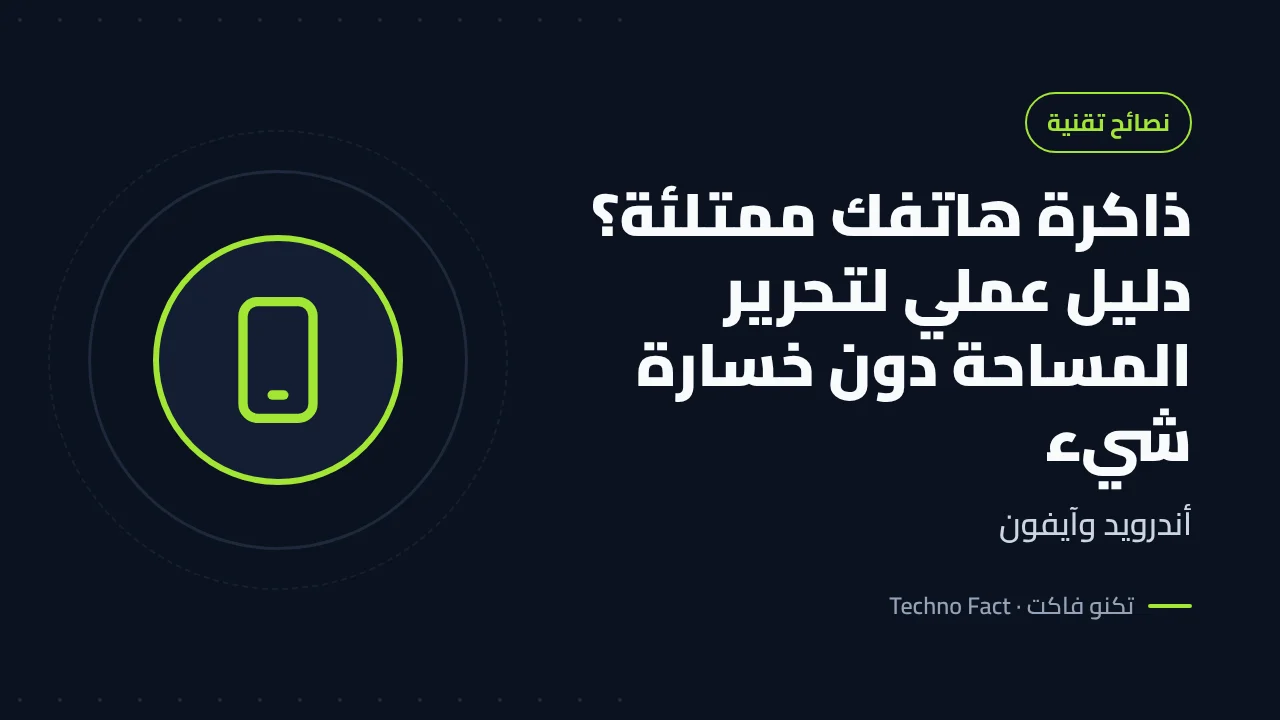 نصائح تقنية
ذاكرة هاتفك ممتلئة؟
دليل عملي لتحرير
المساحة دون خسارة
شيء
أندرويد وآيفون
تكنو فاكت · Techno Fact